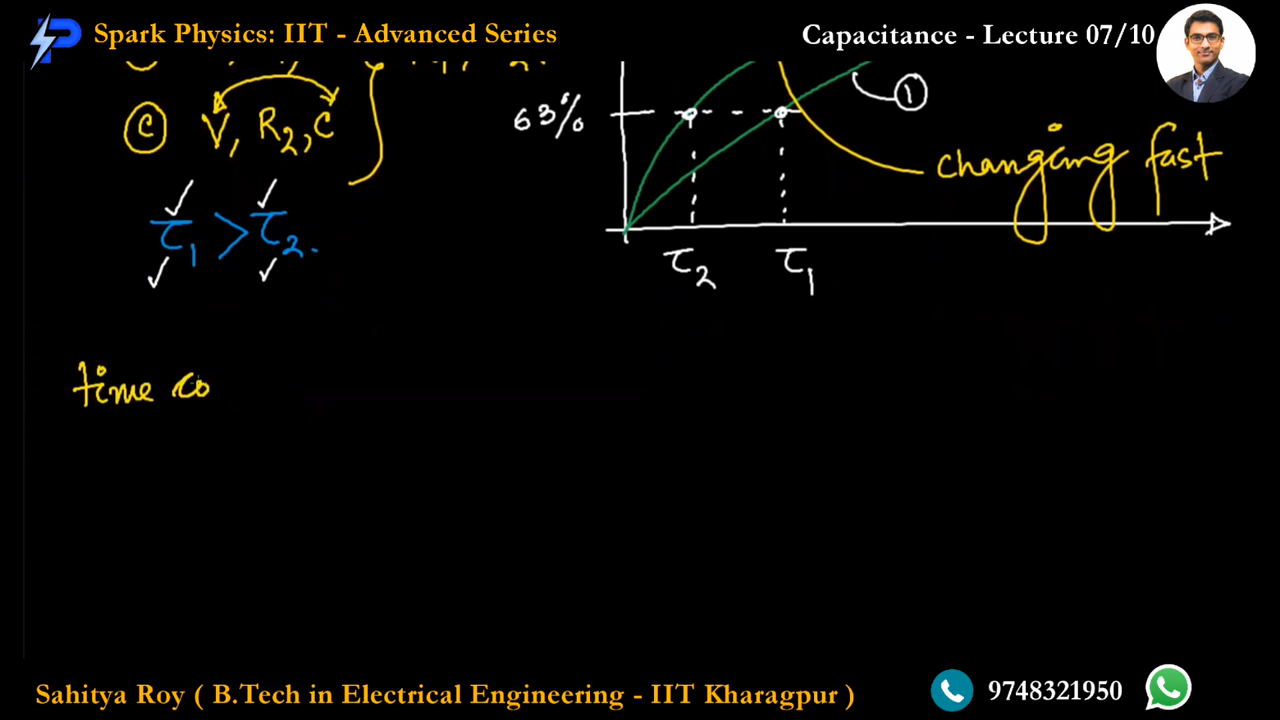 Spark Physics: IIT - Advanced Series
Capacitance - Lecture 07/10
C V, R2, C
63%
1
changing fast
τ1 > τ2.
τ2 τ1
time co
Sahitya Roy ( B.Tech in Electrical Engineering - IIT Kharagpur )
9748321950